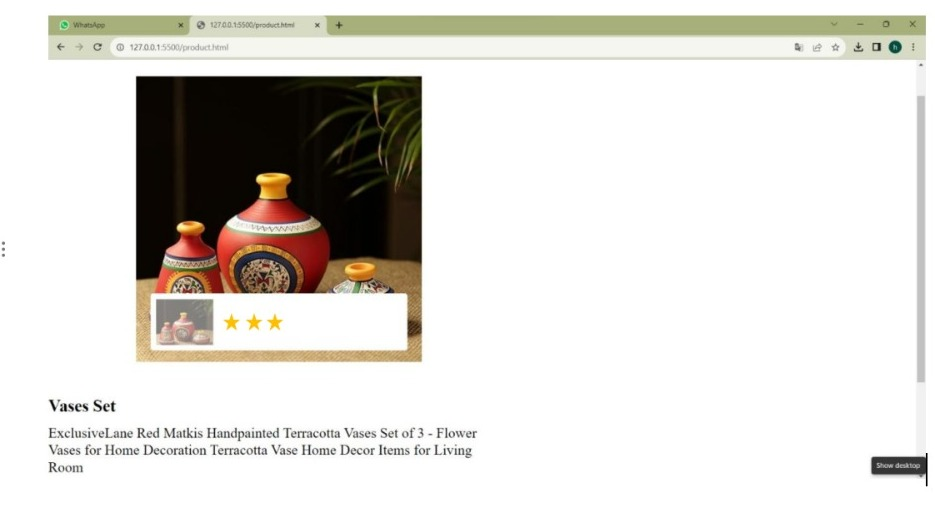 WhatsApp
127.0.0.1:5500/product.html
127.0.0.1:5500/product.html
h
Vases Set
ExclusiveLane Red Matkis Handpainted Terracotta Vases Set of 3 - Flower
Vases for Home Decoration Terracotta Vase Home Decor Items for Living
Room
Show desktop